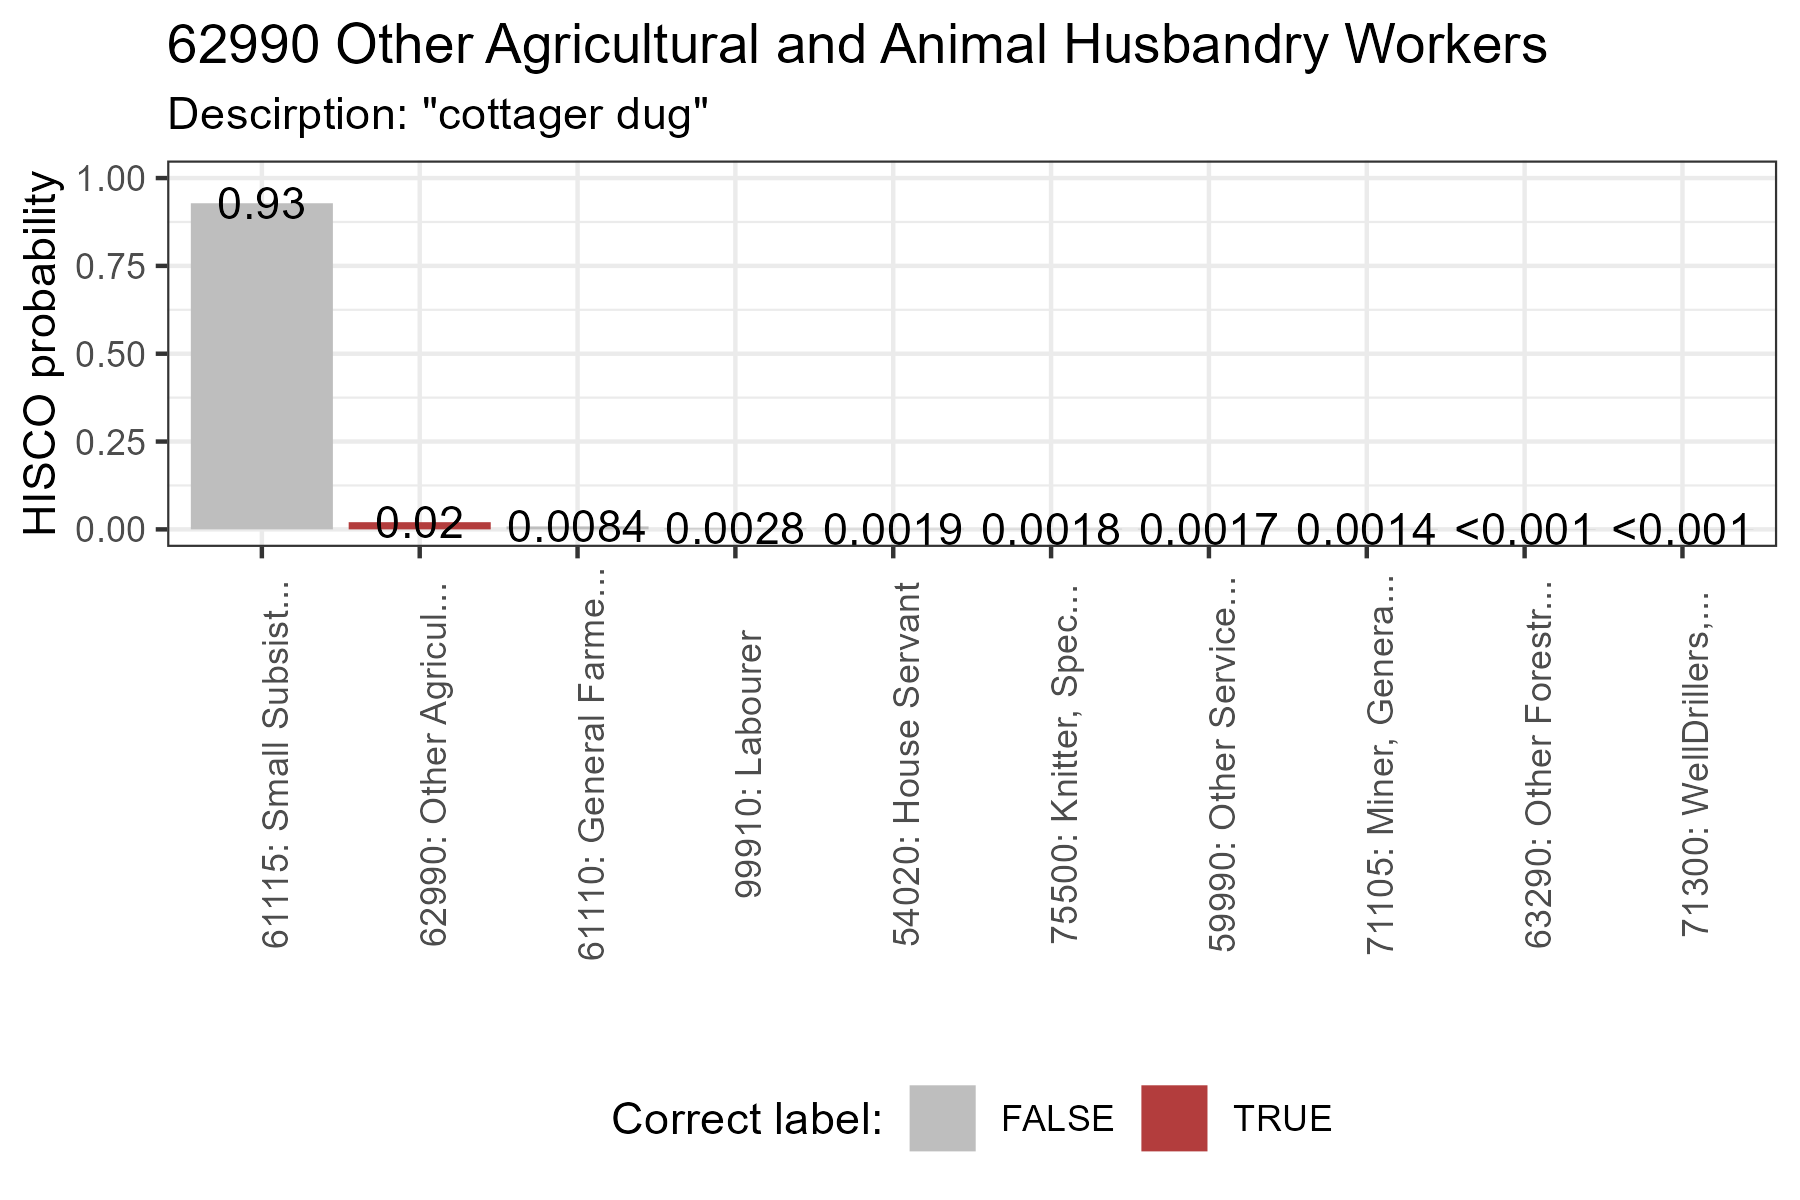 62990 Other Agricultural and Animal Husbandry Workers
Descirption: "cottager dug"
HISCO probability
1.00
0.75
0.50
0.25
0.00
0.93
0.02
0.0084
0.0028
0.0019
0.0018
0.0017
0.0014
<0.001
<0.001
61115: Small Subsist...
62990: Other Agricul...
61110: General Farme...
99910: Labourer
54020: House Servant
75500: Knitter, Spec...
59990: Other Service...
71105: Miner, Genera...
63290: Other Forestr...
71300: WellDrillers,...
Correct label: FALSE TRUE